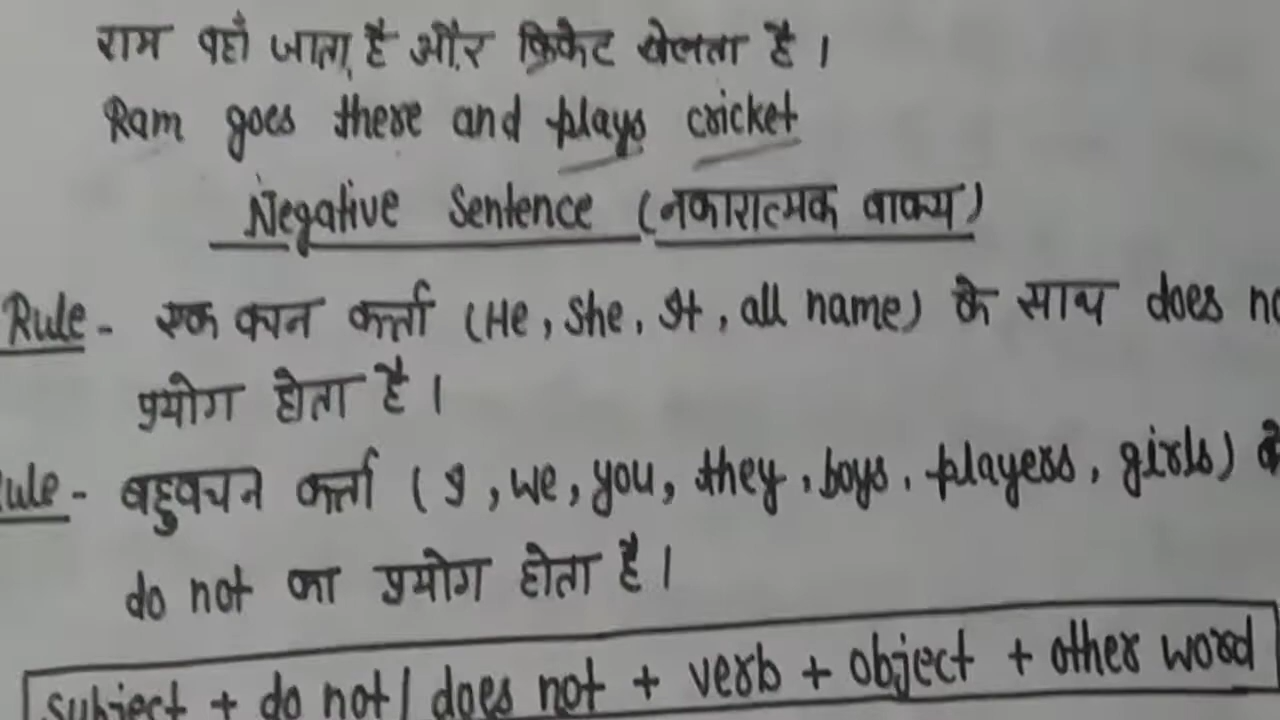 राम वहाँ जाता है और क्रिकेट खेलता है ।
Ram goes there and plays cricket
Negative Sentence (नकारात्मक वाक्य)
Rule - एक वचन कर्त्ता (He, She, It, all name) के साथ does
प्रयोग होता है ।
बहुवचन कर्त्ता (I, we, you, they, boys, players, girls)
do not का प्रयोग होता है ।
subject + do not / does not + verb + object + other word